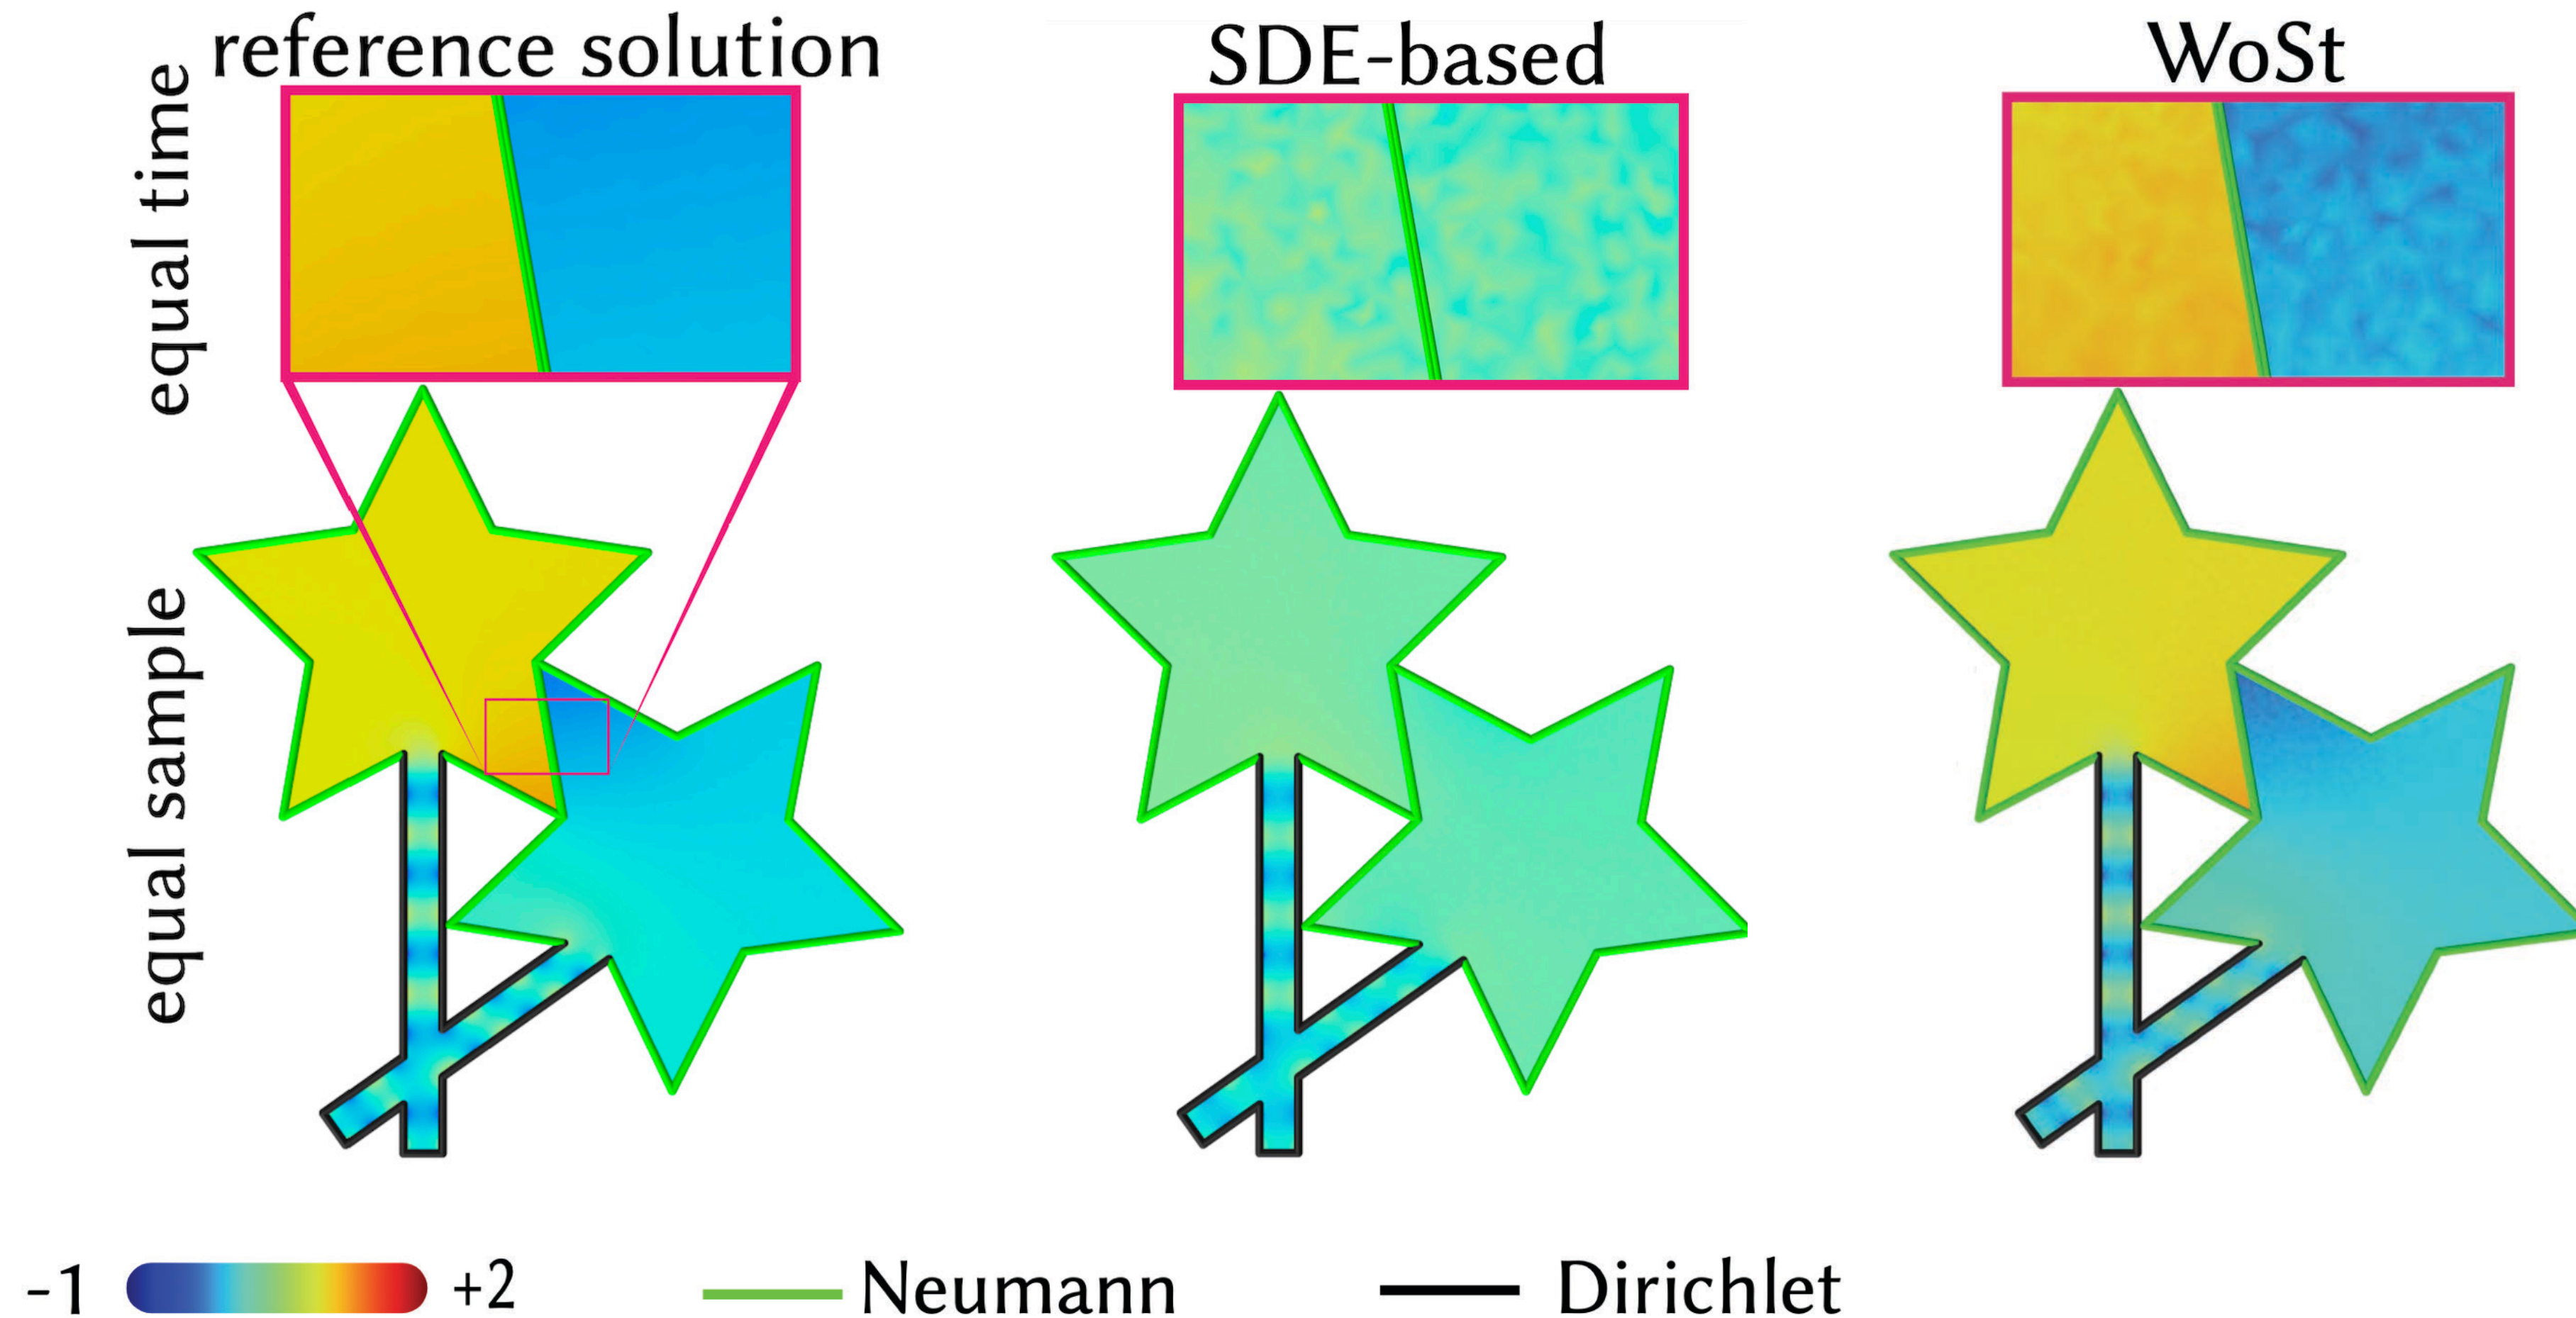 reference solution
SDE-based
WoSt
equal time
equal sample
-1
+2
Neumann
Dirichlet